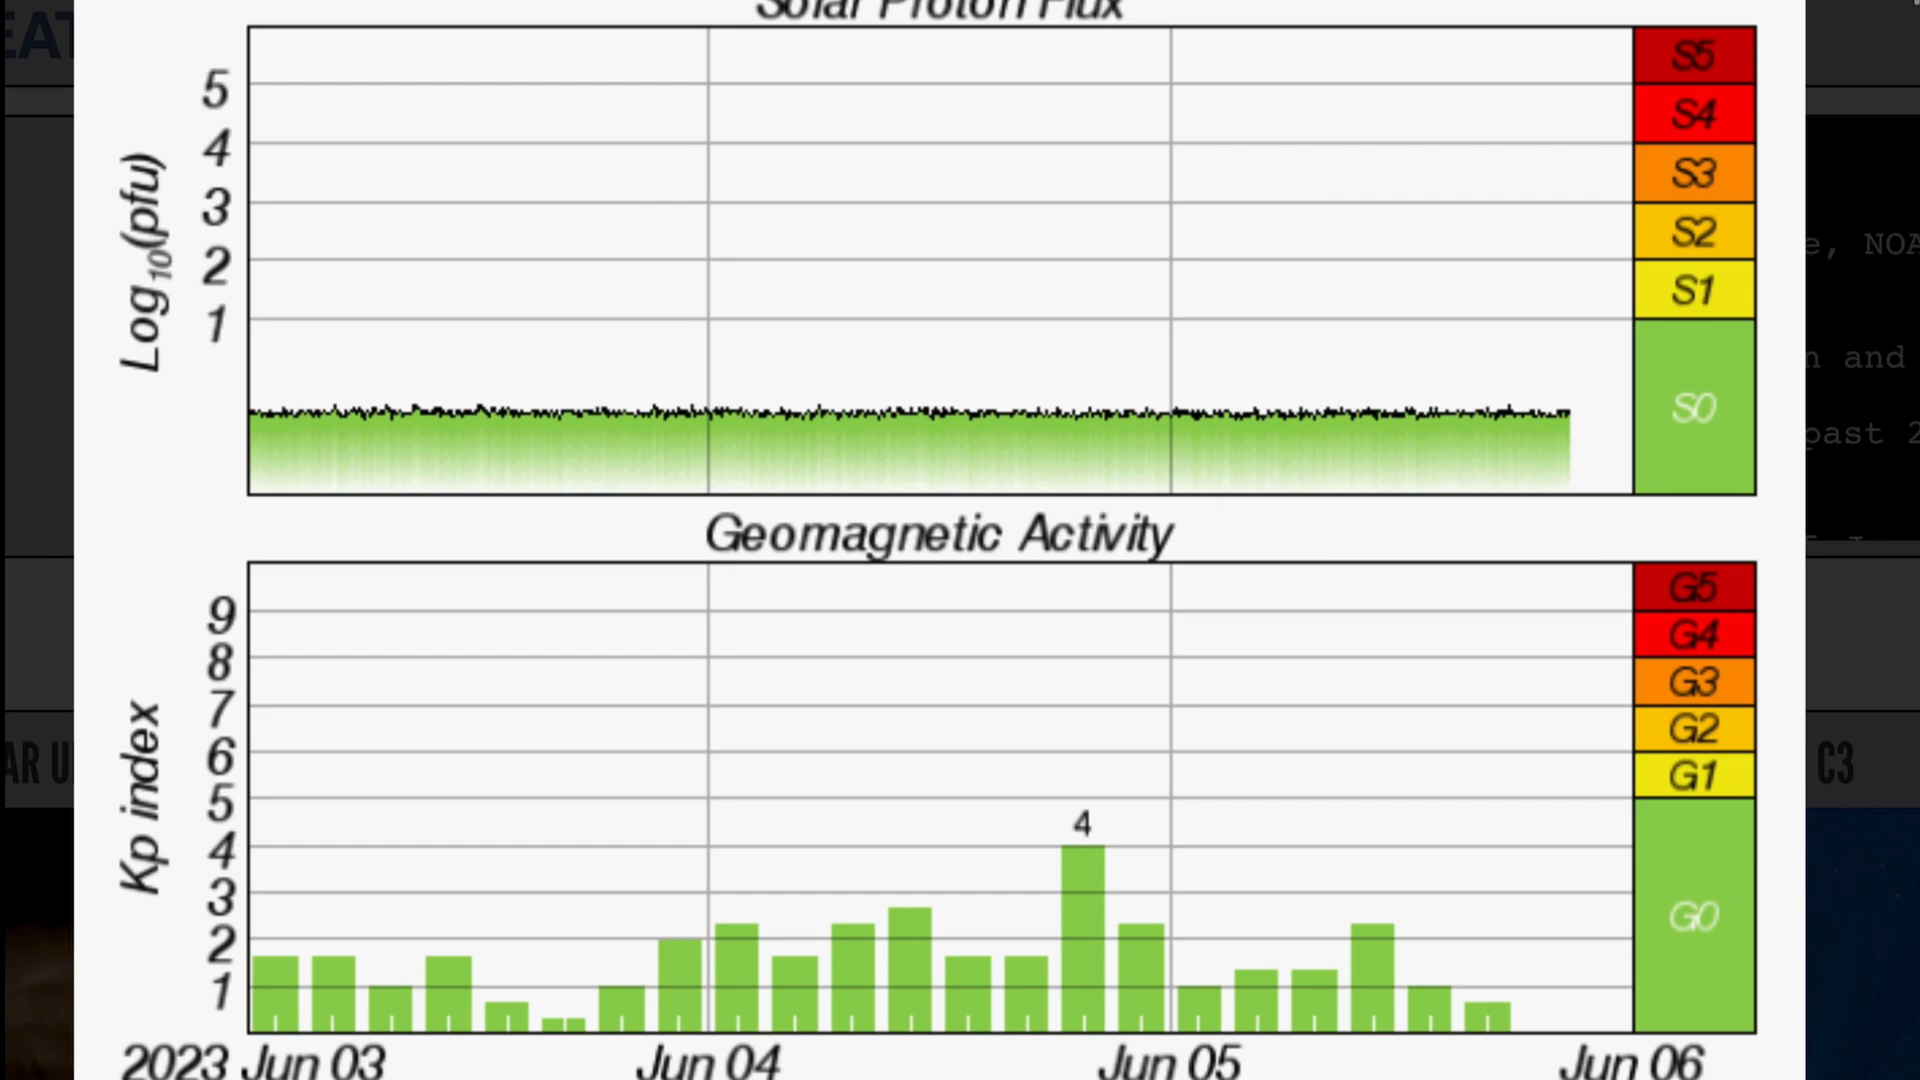 Solar Proton Flux
EAT
5
4
3
2
1
Log10(pfu)
S5
S4
S3
S2
S1
S0
e, NOA
n and
past 2
Geomagnetic Activity
9
8
7
6
5
4
3
2
1
Kp index
4
G5
G4
G3
G2
G1
G0
AR U
C3
2023 Jun 03
Jun 04
Jun 05
Jun 06